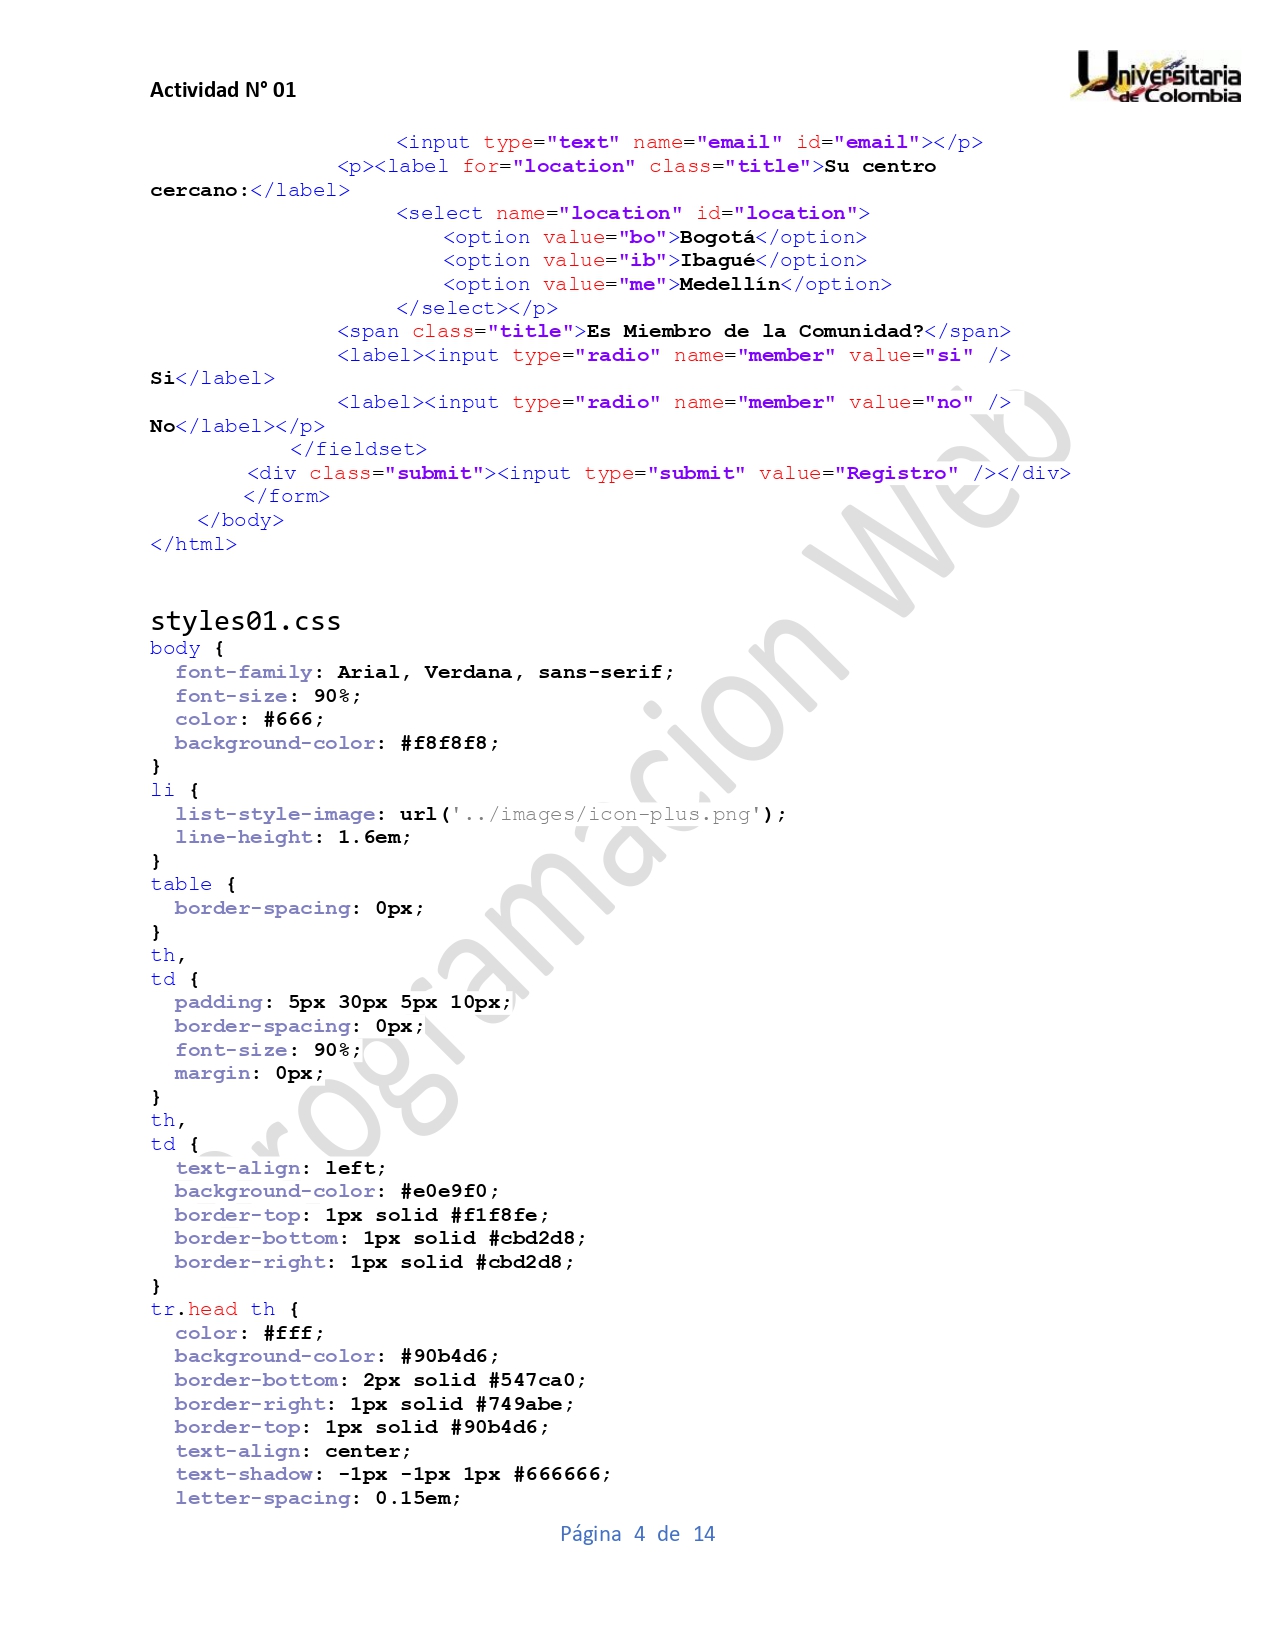 Actividad N° 01
Universitaria
de Colombia
<input type="text" name="email" id="email"></p>
<p><label for="location" class="title">Su centro
cercano:</label>
<select name="location" id="location">
<option value="bo">Bogotá</option>
<option value="ib">Ibagué</option>
<option value="me">Medellín</option>
</select></p>
<span class="title">Es Miembro de la Comunidad?</span>
<label><input type="radio" name="member" value="si" />
Si</label>
<label><input type="radio" name="member" value="no" />
No</label></p>
</fieldset>
<div class="submit"><input type="submit" value="Registro" /></div>
</form>
</body>
</html>
styles01.css
body {
font-family: Arial, Verdana, sans-serif;
font-size: 90%;
color: #666;
background-color: #f8f8f8;
}
li {
list-style-image: url('../images/icon-plus.png');
line-height: 1.6em;
}
table {
border-spacing: 0px;
}
th,
td {
padding: 5px 30px 5px 10px;
border-spacing: 0px;
font-size: 90%;
margin: 0px;
}
th,
td {
text-align: left;
background-color: #e0e9f0;
border-top: 1px solid #f1f8fe;
border-bottom: 1px solid #cbd2d8;
border-right: 1px solid #cbd2d8;
}
tr.head th {
color: #fff;
background-color: #90b4d6;
border-bottom: 2px solid #547ca0;
border-right: 1px solid #749abe;
border-top: 1px solid #90b4d6;
text-align: center;
text-shadow: -1px -1px 1px #666666;
letter-spacing: 0.15em;
Programacion Web
Página 4 de 14